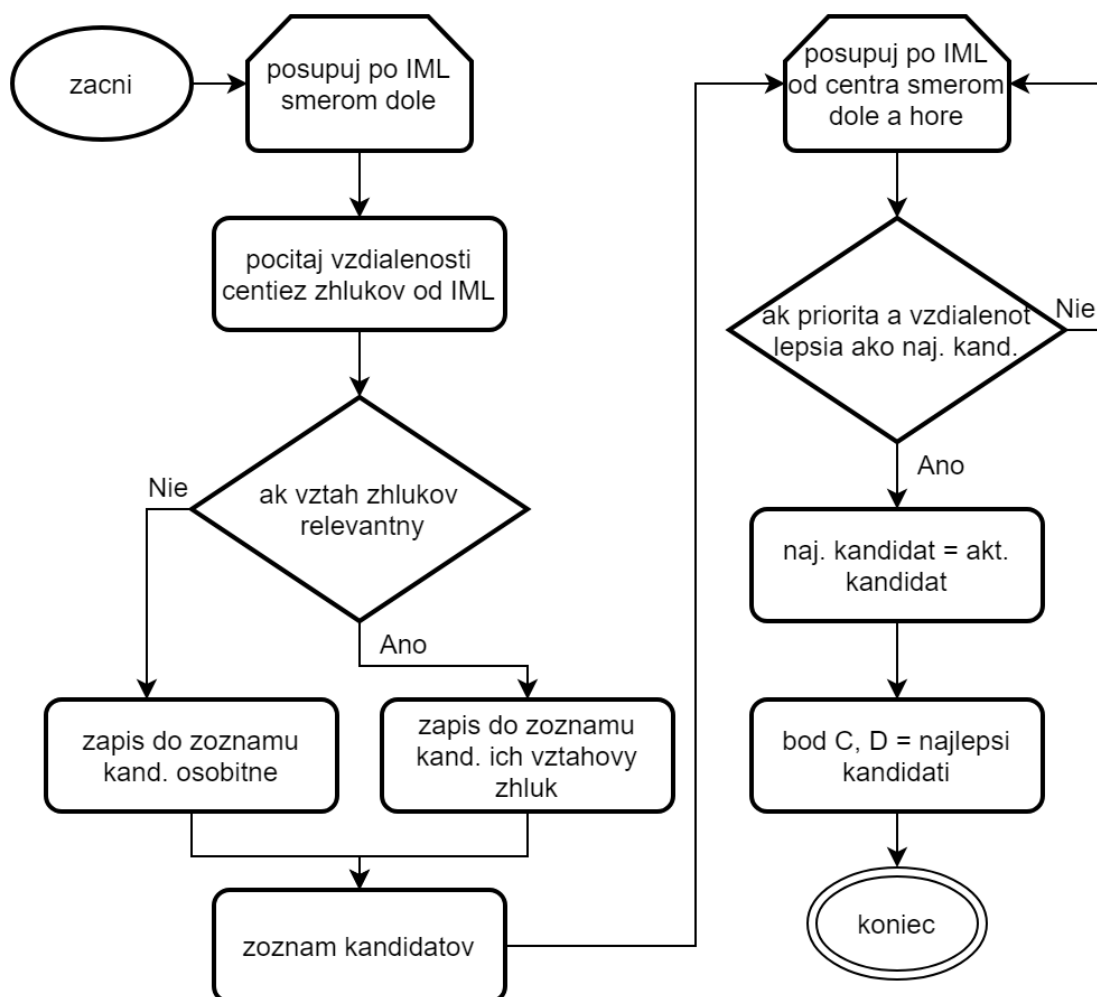 zacni
posupuj po IML
smerom dole
pocitaj vzdialenosti
centiez zhlukov od IML
ak vztah zhlukov
relevantny
Nie
Ano
zapis do zoznamu
kand. osobitne
zapis do zoznamu
kand. ich vztahovy
zhluk
zoznam kandidatov
posupuj po IML
od centra smerom
dole a hore
ak priorita a vzdialenot
lepsia ako naj. kand.
Nie
Ano
naj. kandidat = akt.
kandidat
bod C, D = najlepsi
kandidati
koniec